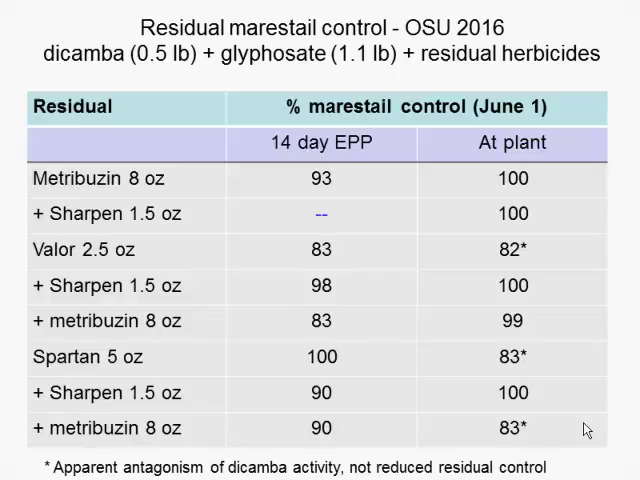 Residual marestail control - OSU 2016
dicamba (0.5 lb) + glyphosate (1.1 lb) + residual herbicides
Residual % marestail control (June 1)
14 day EPP At plant
Metribuzin 8 oz 93 100
+ Sharpen 1.5 oz -- 100
Valor 2.5 oz 83 82*
+ Sharpen 1.5 oz 98 100
+ metribuzin 8 oz 83 99
Spartan 5 oz 100 83*
+ Sharpen 1.5 oz 90 100
+ metribuzin 8 oz 90 83*
* Apparent antagonism of dicamba activity, not reduced residual control